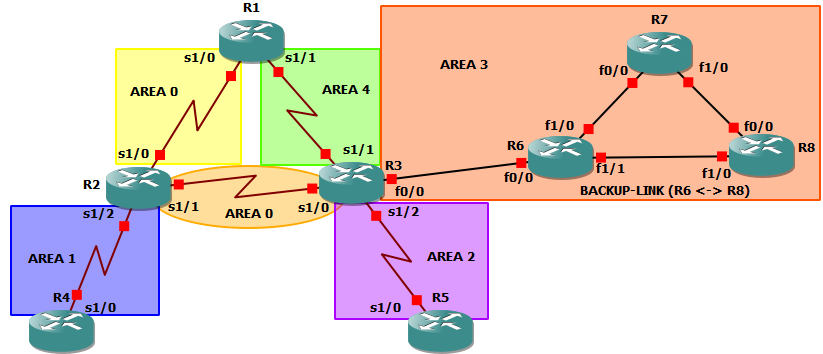 R1
R7
s1/0
s1/1
AREA 3
f0/0
f1/0
AREA 0
AREA 4
f1/0
f0/0
R6
R8
s1/0
s1/1
R3
f0/0
f0/0
f1/1
f1/0
R2
s1/1
AREA 0
s1/0
BACKUP-LINK (R6 <-> R8)
s1/2
s1/2
AREA 1
AREA 2
R4
s1/0
R5
s1/0